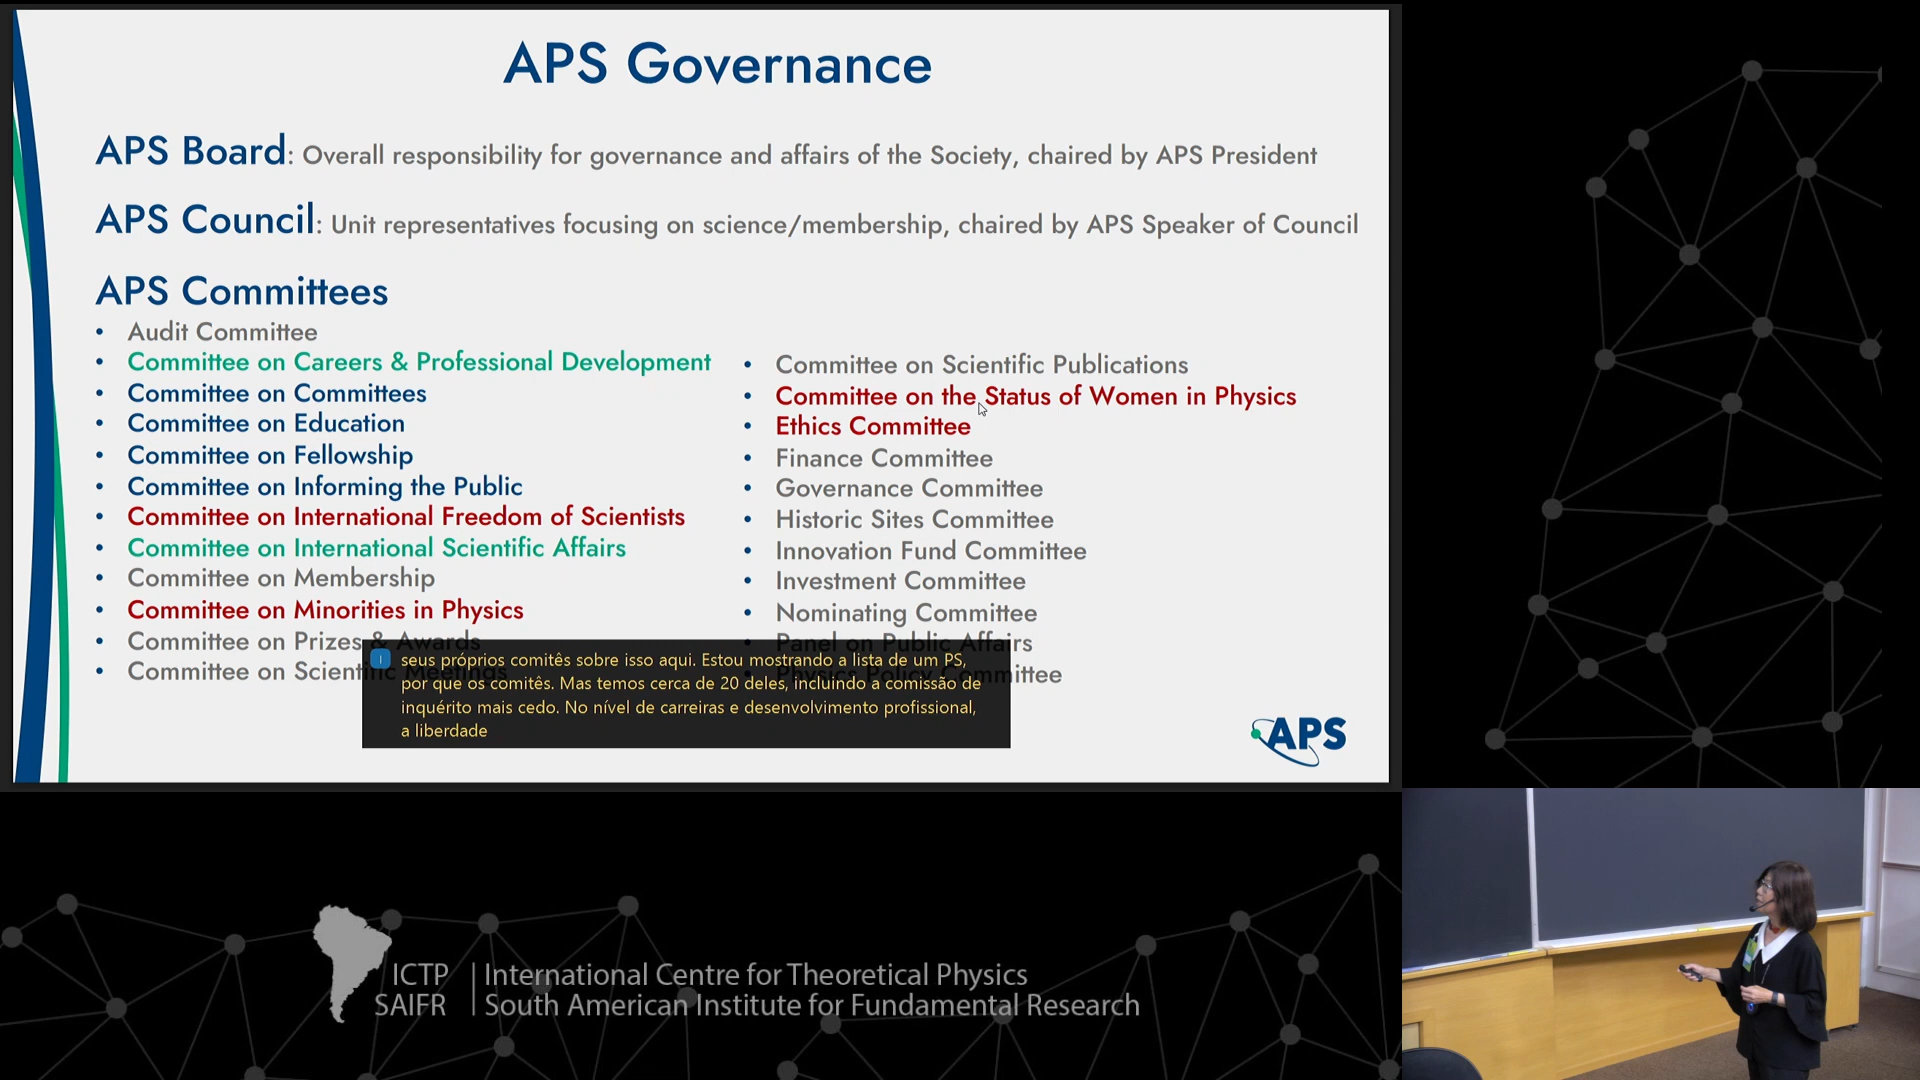 APS Governance
APS Board: Overall responsibility for governance and affairs of the Society, chaired by APS President
APS Council: Unit representatives focusing on science/membership, chaired by APS Speaker of Council
APS Committees
• Audit Committee
• Committee on Careers & Professional Development
• Committee on Committees
• Committee on Education
• Committee on Fellowship
• Committee on Informing the Public
• Committee on International Freedom of Scientists
• Committee on International Scientific Affairs
• Committee on Membership
• Committee on Minorities in Physics
• Committee on Prizes & Awards
• Committee on Scientific Meetings
• Committee on Scientific Publications
• Committee on the Status of Women in Physics
• Ethics Committee
• Finance Committee
• Governance Committee
• Historic Sites Committee
• Innovation Fund Committee
• Investment Committee
• Nominating Committee
• Panel on Public Affairs
• Physics Policy Committee
seus próprios comitês sobre isso aqui. Estou mostrando a lista de um PS,
por que os comitês. Mas temos cerca de 20 deles, incluindo a comissão de
inquérito mais cedo. No nível de carreiras e desenvolvimento profissional,
a liberdade
APS
ICTP | International Centre for Theoretical Physics
SAIFR | South American Institute for Fundamental Research